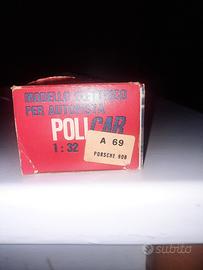 MODELLO ELETTRICO
PER AUTOPISTA
POLICAR
1:32
A 69
PORSCHE 908
subito